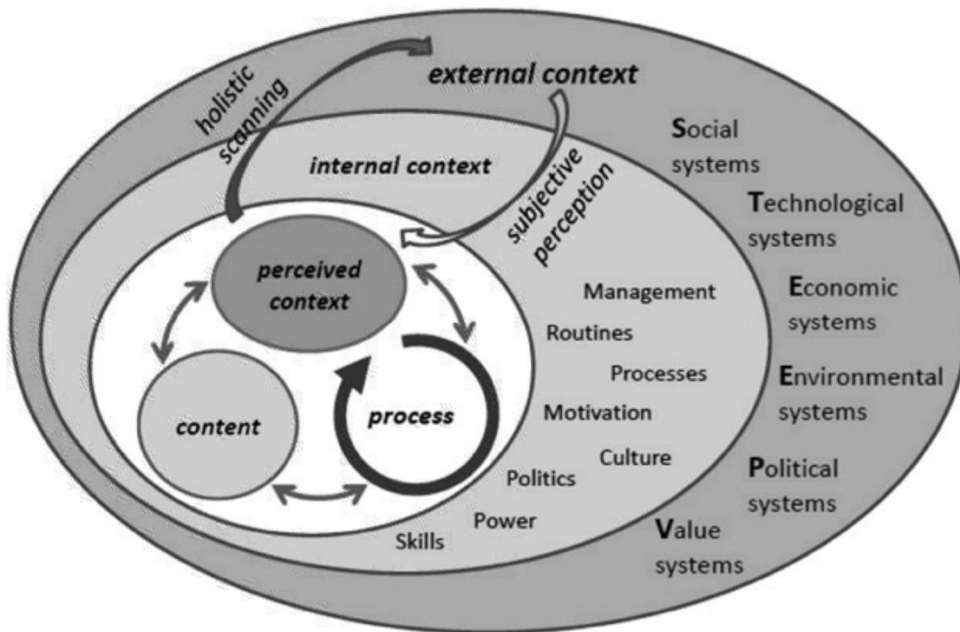 holistic
scanning
external context
subjective
perception
internal context
perceived
context
content
process
Management
Routines
Processes
Motivation
Culture
Politics
Power
Skills
Social
systems
Technological
systems
Economic
systems
Environmental
systems
Political
systems
Value
systems